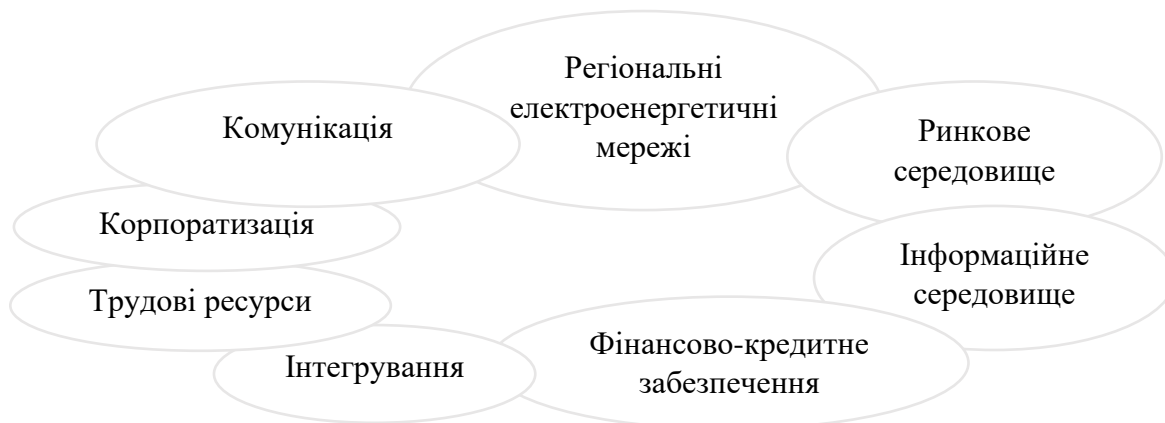 Регіональні
електроенергетичні
мережі
Комунікація
Ринкове
середовище
Корпоратизація
Інформаційне
середовище
Трудові ресурси
Фінансово-кредитне
забезпечення
Інтегрування